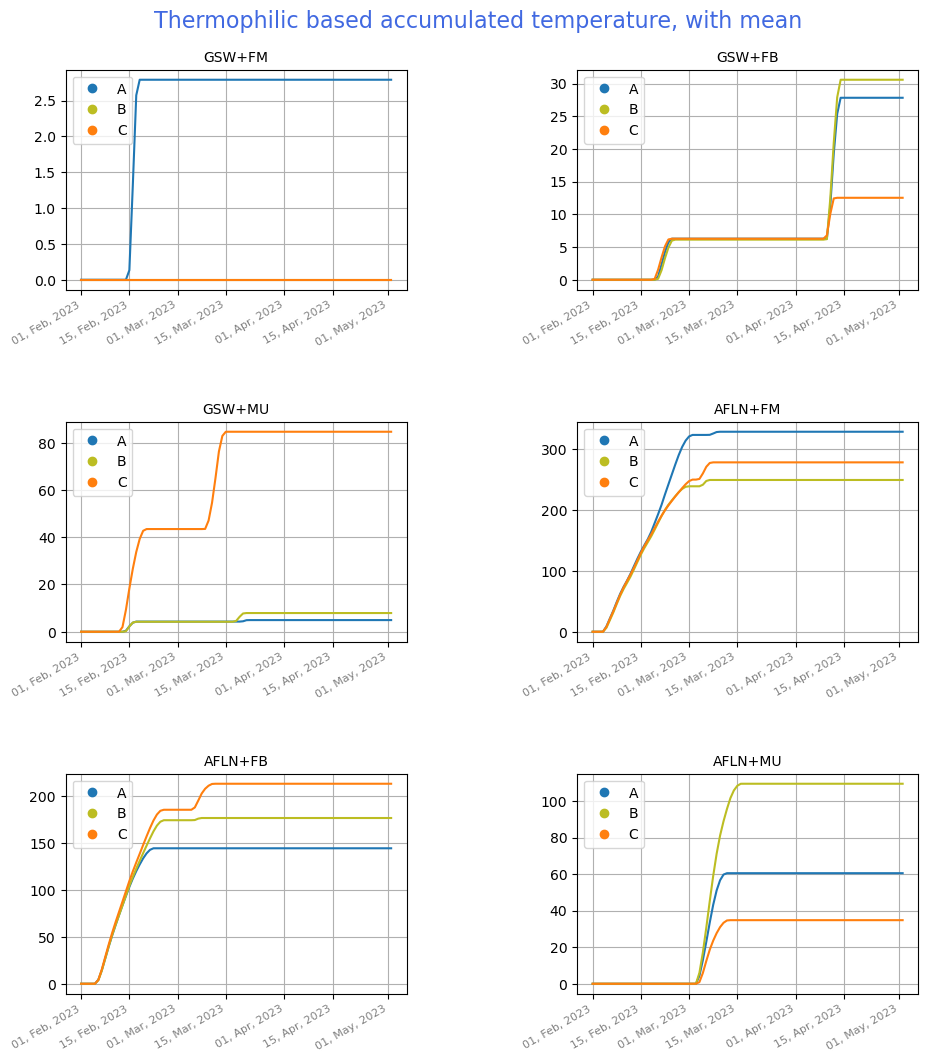 Thermophilic based accumulated temperature, with mean
GSW+FM
2.5
2.0
1.5
1.0
0.5
0.0
A
B
C
01, Feb, 2023
15, Feb, 2023
01, Mar, 2023
15, Mar, 2023
01, Apr, 2023
15, Apr, 2023
01, May, 2023
GSW+FB
30
25
20
15
10
5
0
A
B
C
01, Feb, 2023
15, Feb, 2023
01, Mar, 2023
15, Mar, 2023
01, Apr, 2023
15, Apr, 2023
01, May, 2023
GSW+MU
80
60
40
20
0
A
B
C
01, Feb, 2023
15, Feb, 2023
01, Mar, 2023
15, Mar, 2023
01, Apr, 2023
15, Apr, 2023
01, May, 2023
AFLN+FM
300
200
100
0
A
B
C
01, Feb, 2023
15, Feb, 2023
01, Mar, 2023
15, Mar, 2023
01, Apr, 2023
15, Apr, 2023
01, May, 2023
AFLN+FB
200
150
100
50
0
A
B
C
01, Feb, 2023
15, Feb, 2023
01, Mar, 2023
15, Mar, 2023
01, Apr, 2023
15, Apr, 2023
01, May, 2023
AFLN+MU
100
80
60
40
20
0
A
B
C
01, Feb, 2023
15, Feb, 2023
01, Mar, 2023
15, Mar, 2023
01, Apr, 2023
15, Apr, 2023
01, May, 2023